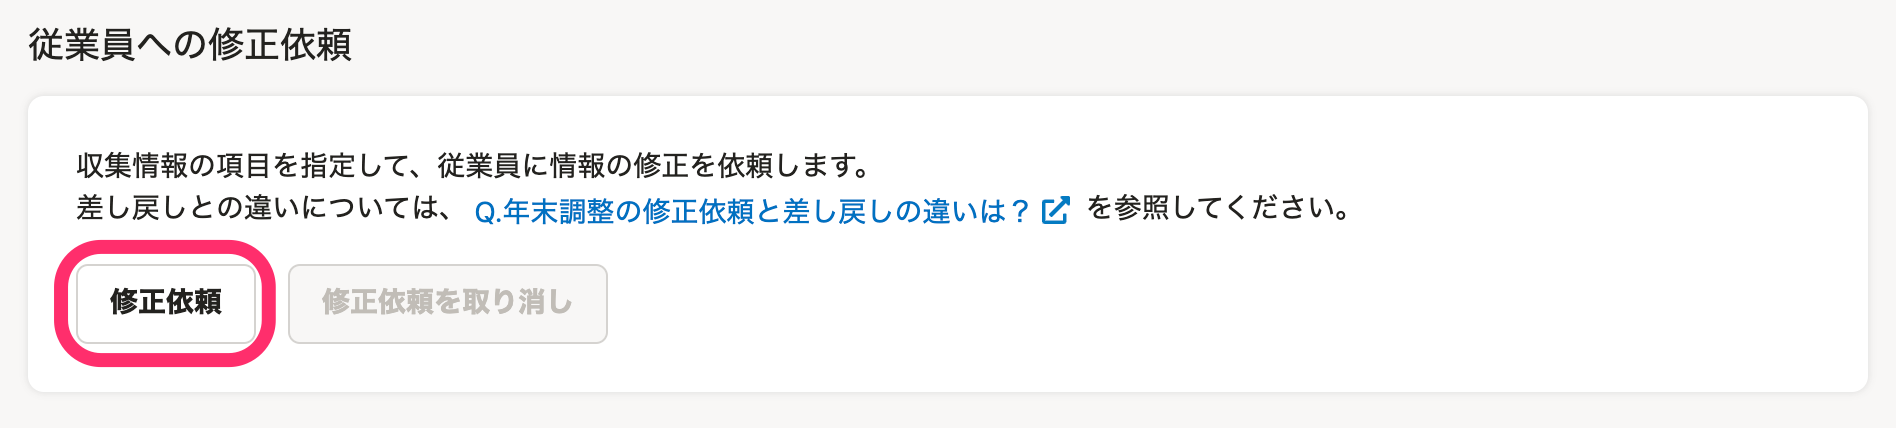 従業員への修正依頼
収集情報の項目を指定して、従業員に情報の修正を依頼します。
差し戻しとの違いについては、 Q.年末調整の修正依頼と差し戻しの違いは？ を参照してください。
修正依頼 修正依頼を取り消し